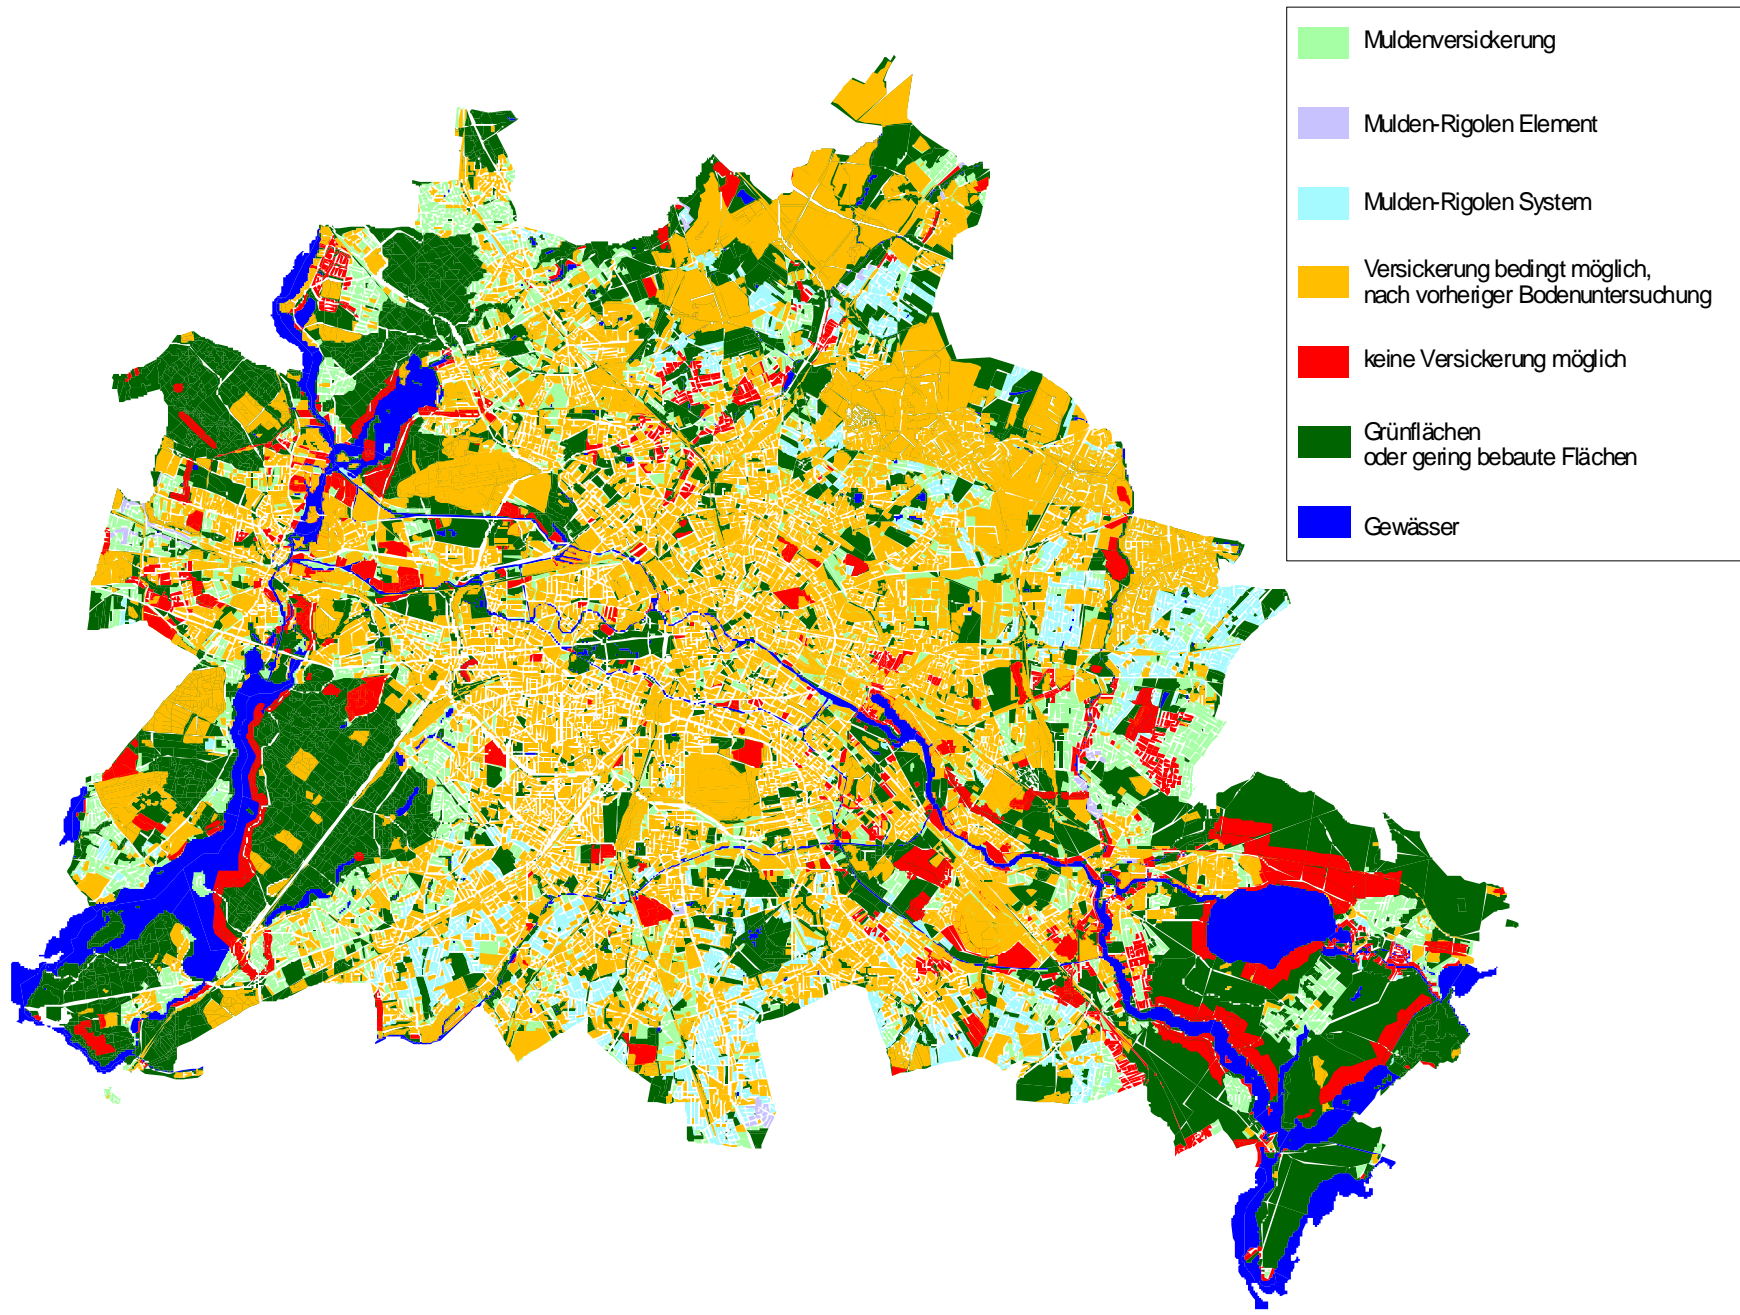 Muldenversickerung
Mulden-Rigolen Element
Mulden-Rigolen System
Versickerung bedingt möglich,
nach vorheriger Bodenuntersuchung
keine Versickerung möglich
Grünflächen
oder gering bebaute Flächen
Gewässer